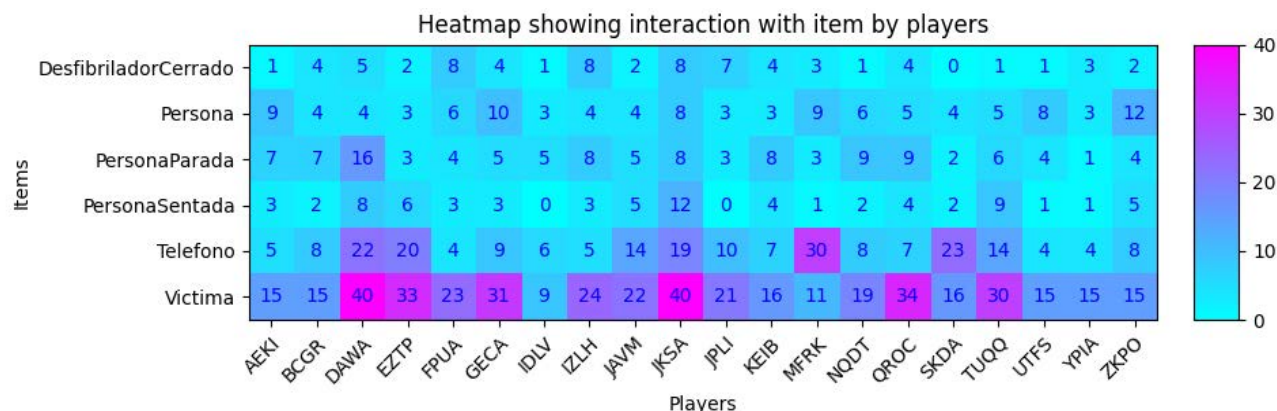 Heatmap showing interaction with item by players
DesfibriladorCerrado 1 4 5 2 8 4 1 8 2 8 7 4 3 1 4 0 1 1 3 2
Persona 9 4 4 3 6 10 3 4 4 8 3 3 9 6 5 4 5 8 3 12
PersonaParada 7 7 16 3 4 5 5 8 5 8 3 8 3 9 9 2 6 4 1 4
PersonaSentada 3 2 8 6 3 3 0 3 5 12 0 4 1 2 4 2 9 1 1 5
Telefono 5 8 22 20 4 9 6 5 14 19 10 7 30 8 7 23 14 4 4 8
Victima 15 15 40 33 23 31 9 24 22 40 21 16 11 19 34 16 30 15 15 15
Items
AEKI BCGR DAWA EZTP FPUA GECA IDLV IZLH JAVM JKSA JPLI KEIB MFRK NQDT QROC SKDA TUQQ UTFS YPIA ZKPO
Players
40
30
20
10
0